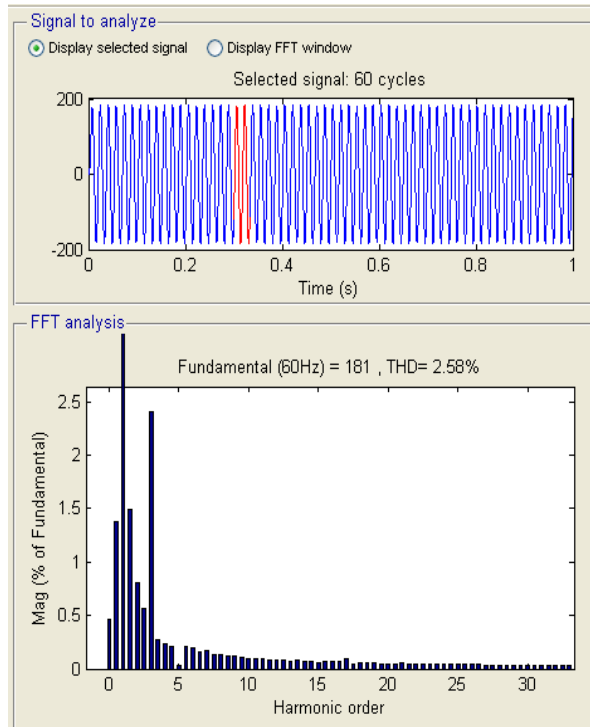 Signal to analyze
Display selected signal Display FFT window
Selected signal: 60 cycles
200
0
-200
0 0.2 0.4 0.6 0.8 1
Time (s)
FFT analysis
Fundamental (60Hz) = 181 , THD= 2.58%
2.5
2
1.5
1
0.5
0
Mag (% of Fundamental)
0 5 10 15 20 25 30
Harmonic order